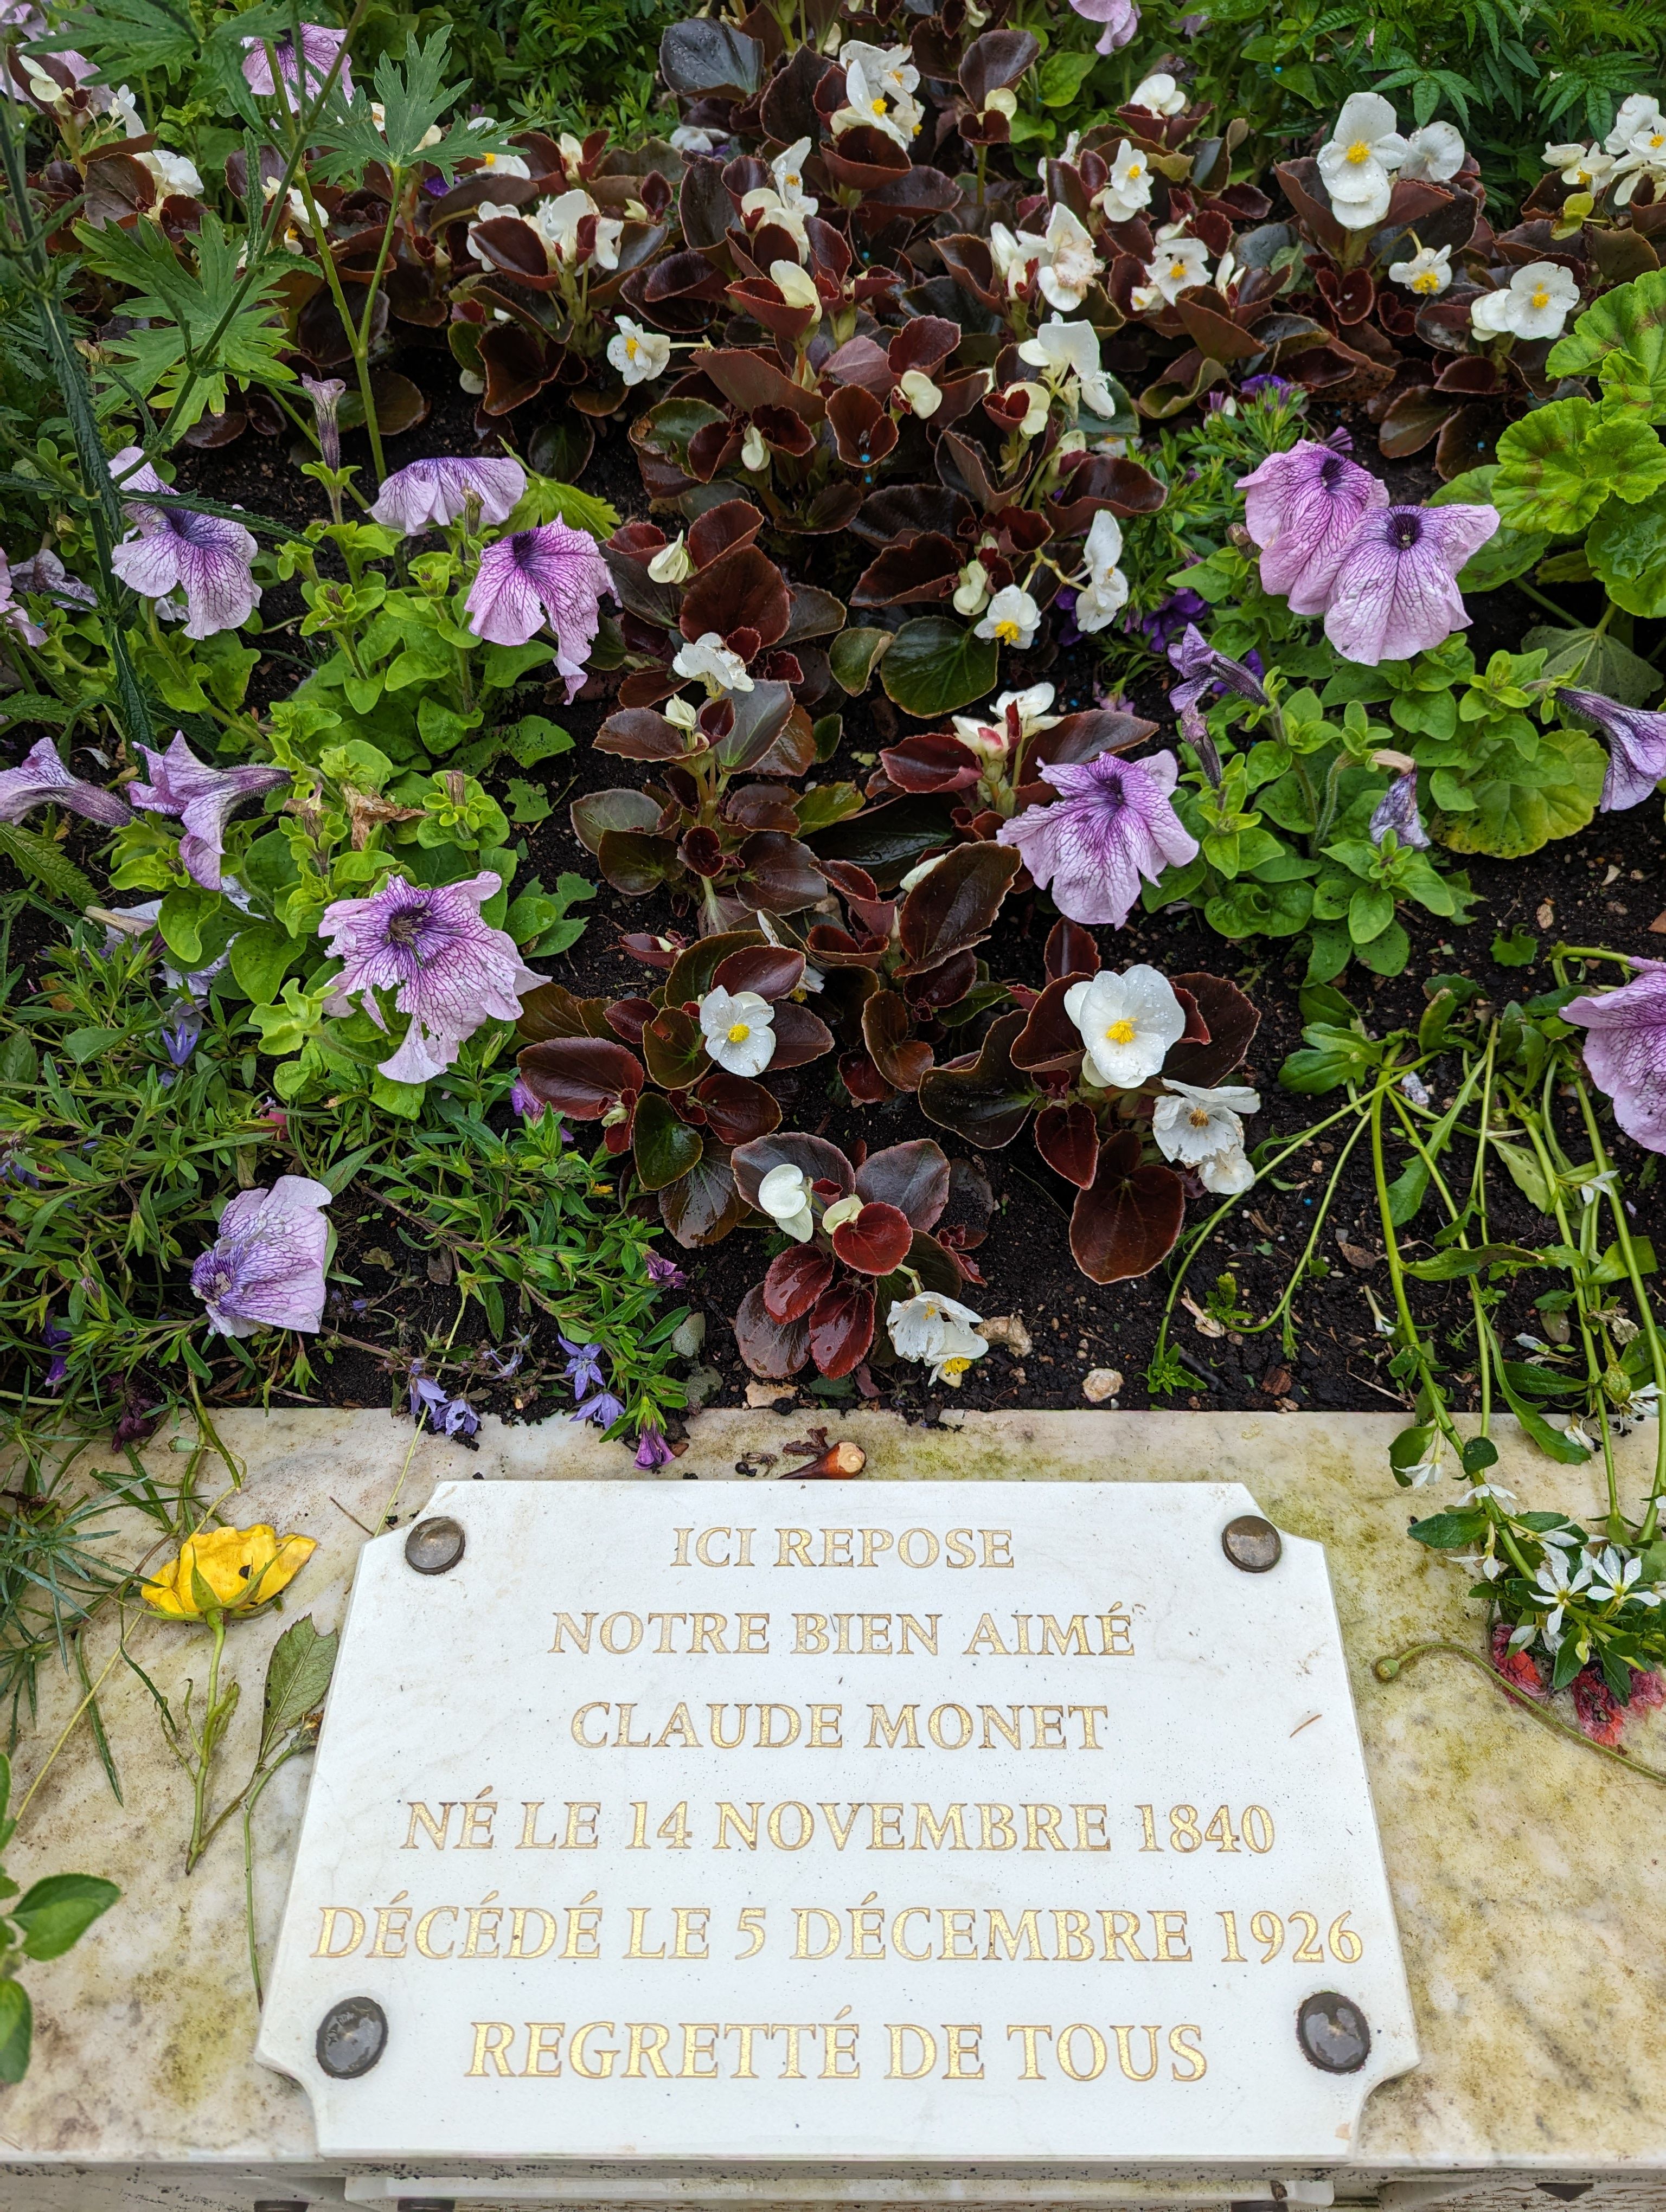 ICI REPOSE
NOTRE BIEN AIMÉ
CLAUDE MONET
NÉ LE 14 NOVEMBRE 1840
DÉCÉDÉ LE 5 DÉCEMBRE 1926
REGRETTÉ DE TOUS